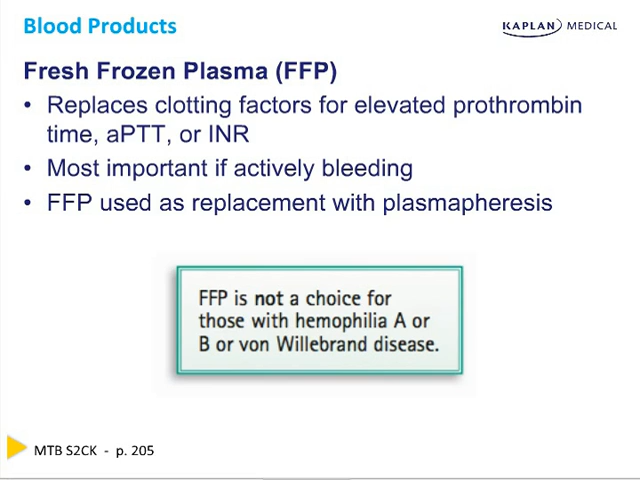 Blood Products
KAPLAN MEDICAL
Fresh Frozen Plasma (FFP)
• Replaces clotting factors for elevated prothrombin
time, aPTT, or INR
• Most important if actively bleeding
• FFP used as replacement with plasmapheresis
FFP is not a choice for
those with hemophilia A or
B or von Willebrand disease.
MTB S2CK - p. 205